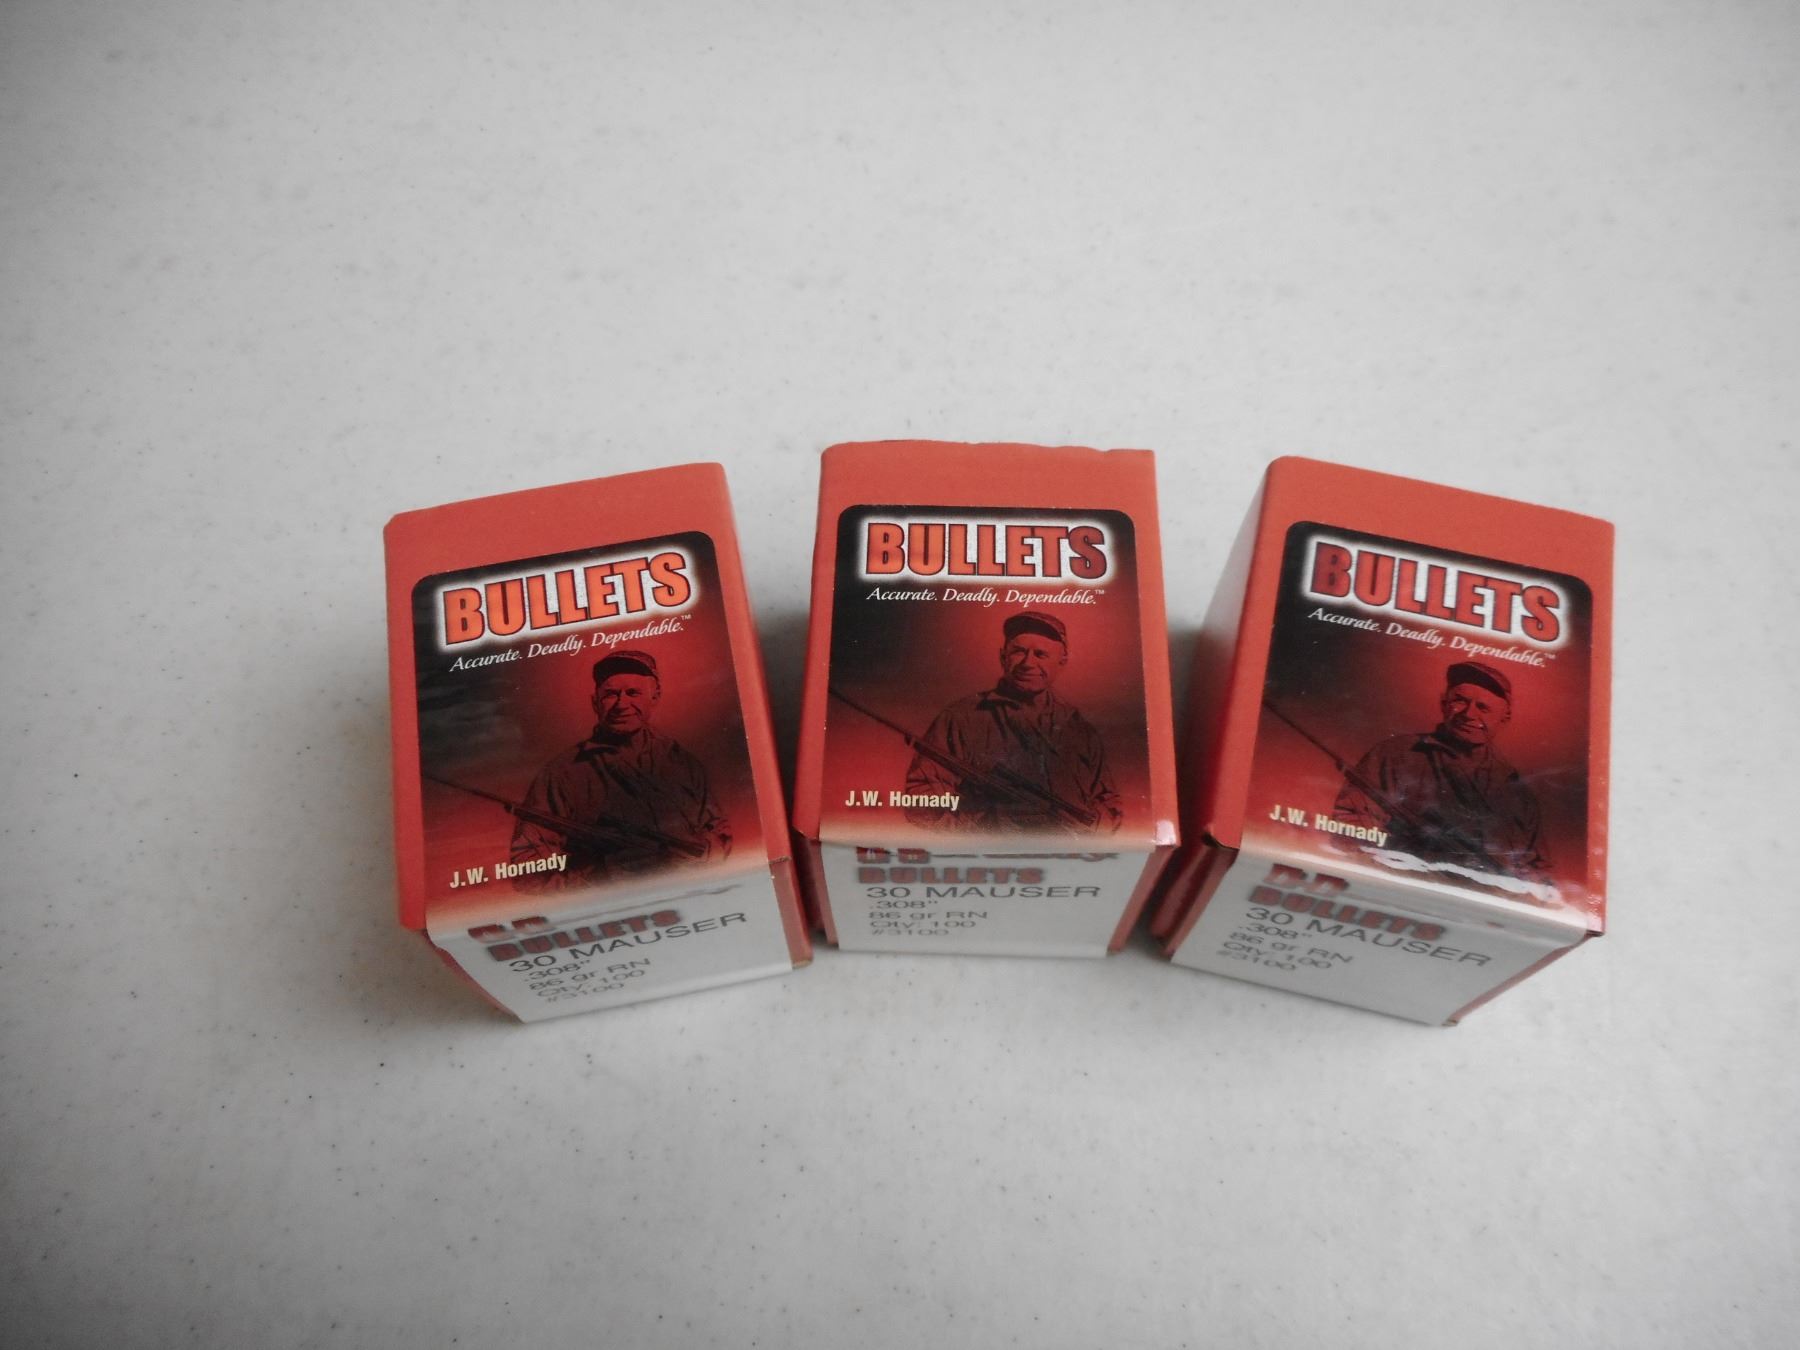 BULLETS
Accurate. Deadly. Dependable.™
J.W. Hornady
BULLETS
30 MAUSER
.308"
86 gr RN
Qty: 100
#3100
BULLETS
Accurate. Deadly. Dependable.™
J.W. Hornady
BULLETS
30 MAUSER
.308"
86 gr RN
Qty: 100
#3100
BULLETS
Accurate. Deadly. Dependable.™
J.W. Hornady
BULLETS
30 MAUSER
.308"
86 gr RN
Qty: 100
#3100